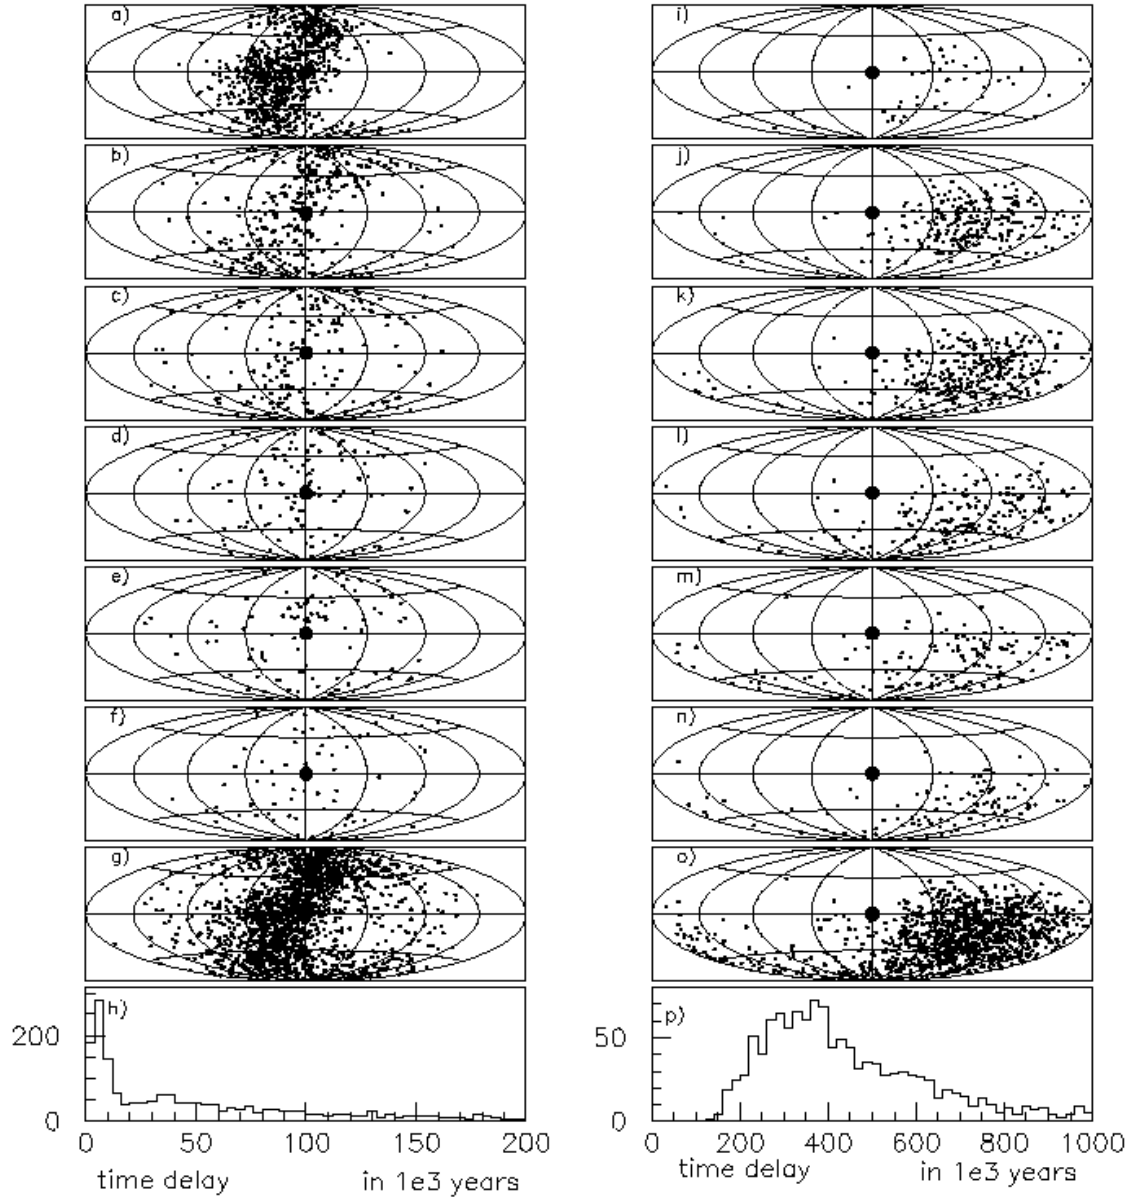 a) i)
b) j)
c) k)
d) l)
e) m)
f) n)
g) o)
h) p)
200 50
0 0
0 50 100 150 200 0 200 400 600 800 1000
time delay in 1e3 years time delay in 1e3 years